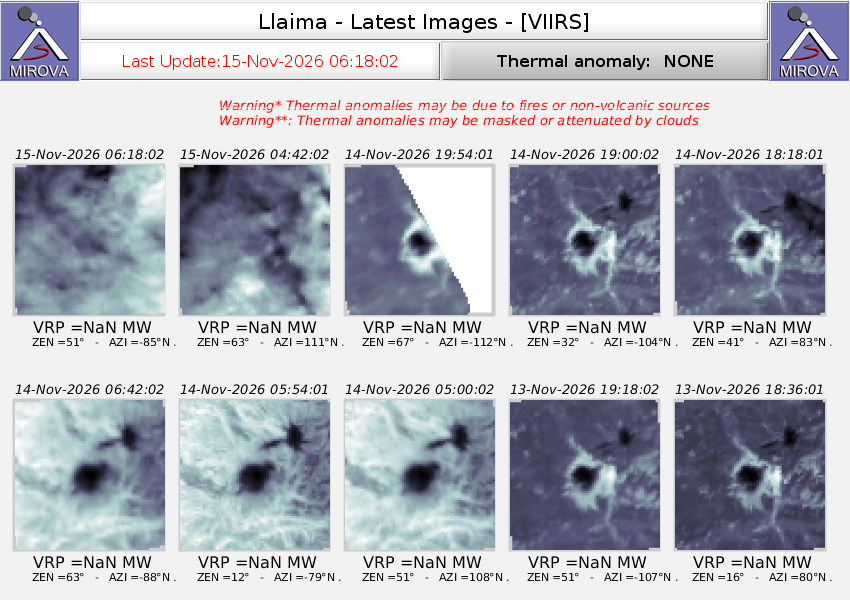 Llaima - Latest Images - [VIIRS]
MIROVA
MIROVA
Last Update:15-Nov-2026 06:18:02
Thermal anomaly: NONE
Warning* Thermal anomalies may be due to fires or non-volcanic sources
Warning**: Thermal anomalies may be masked or attenuated by clouds
15-Nov-2026 06:18:02 15-Nov-2026 04:42:02 14-Nov-2026 19:54:01 14-Nov-2026 19:00:02 14-Nov-2026 18:18:01
VRP =NaN MW VRP =NaN MW VRP =NaN MW VRP =NaN MW VRP =NaN MW
ZEN =51° - AZI =-85°N . ZEN =63° - AZI =111°N . ZEN =67° - AZI =-112°N . ZEN =32° - AZI =-104°N . ZEN =41° - AZI =83°N .
14-Nov-2026 06:42:02 14-Nov-2026 05:54:01 14-Nov-2026 05:00:02 13-Nov-2026 19:18:02 13-Nov-2026 18:36:01
VRP =NaN MW VRP =NaN MW VRP =NaN MW VRP =NaN MW VRP =NaN MW
ZEN =63° - AZI =-88°N . ZEN =12° - AZI =-79°N . ZEN =51° - AZI =108°N . ZEN =51° - AZI =-107°N . ZEN =16° - AZI =80°N .